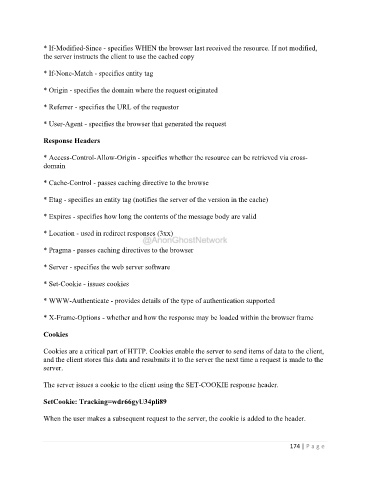 * If-Modified-Since - specifies WHEN the browser last received the resource. If not modified,
the server instructs the client to use the cached copy
* If-None-Match - specifies entity tag
* Origin - specifies the domain where the request originated
* Referrer - specifies the URL of the requestor
* User-Agent - specifies the browser that generated the request
Response Headers
* Access-Control-Allow-Origin - specifies whether the resource can be retrieved via cross-
domain
* Cache-Control - passes caching directive to the browse
* Etag - specifies an entity tag (notifies the server of the version in the cache)
* Expires - specifies how long the contents of the message body are valid
* Location - used in redirect responses (3xx)
@AnonGhostNetwork
* Pragma - passes caching directives to the browser
* Server - specifies the web server software
* Set-Cookie - issues cookies
* WWW-Authenticate - provides details of the type of authentication supported
* X-Frame-Options - whether and how the response may be loaded within the browser frame
Cookies
Cookies are a critical part of HTTP. Cookies enable the server to send items of data to the client,
and the client stores this data and resubmits it to the server the next time a request is made to the
server.
The server issues a cookie to the client using the SET-COOKIE response header.
SetCookie: Tracking=wdr66gyU34pli89
When the user makes a subsequent request to the server, the cookie is added to the header.
174 | Page